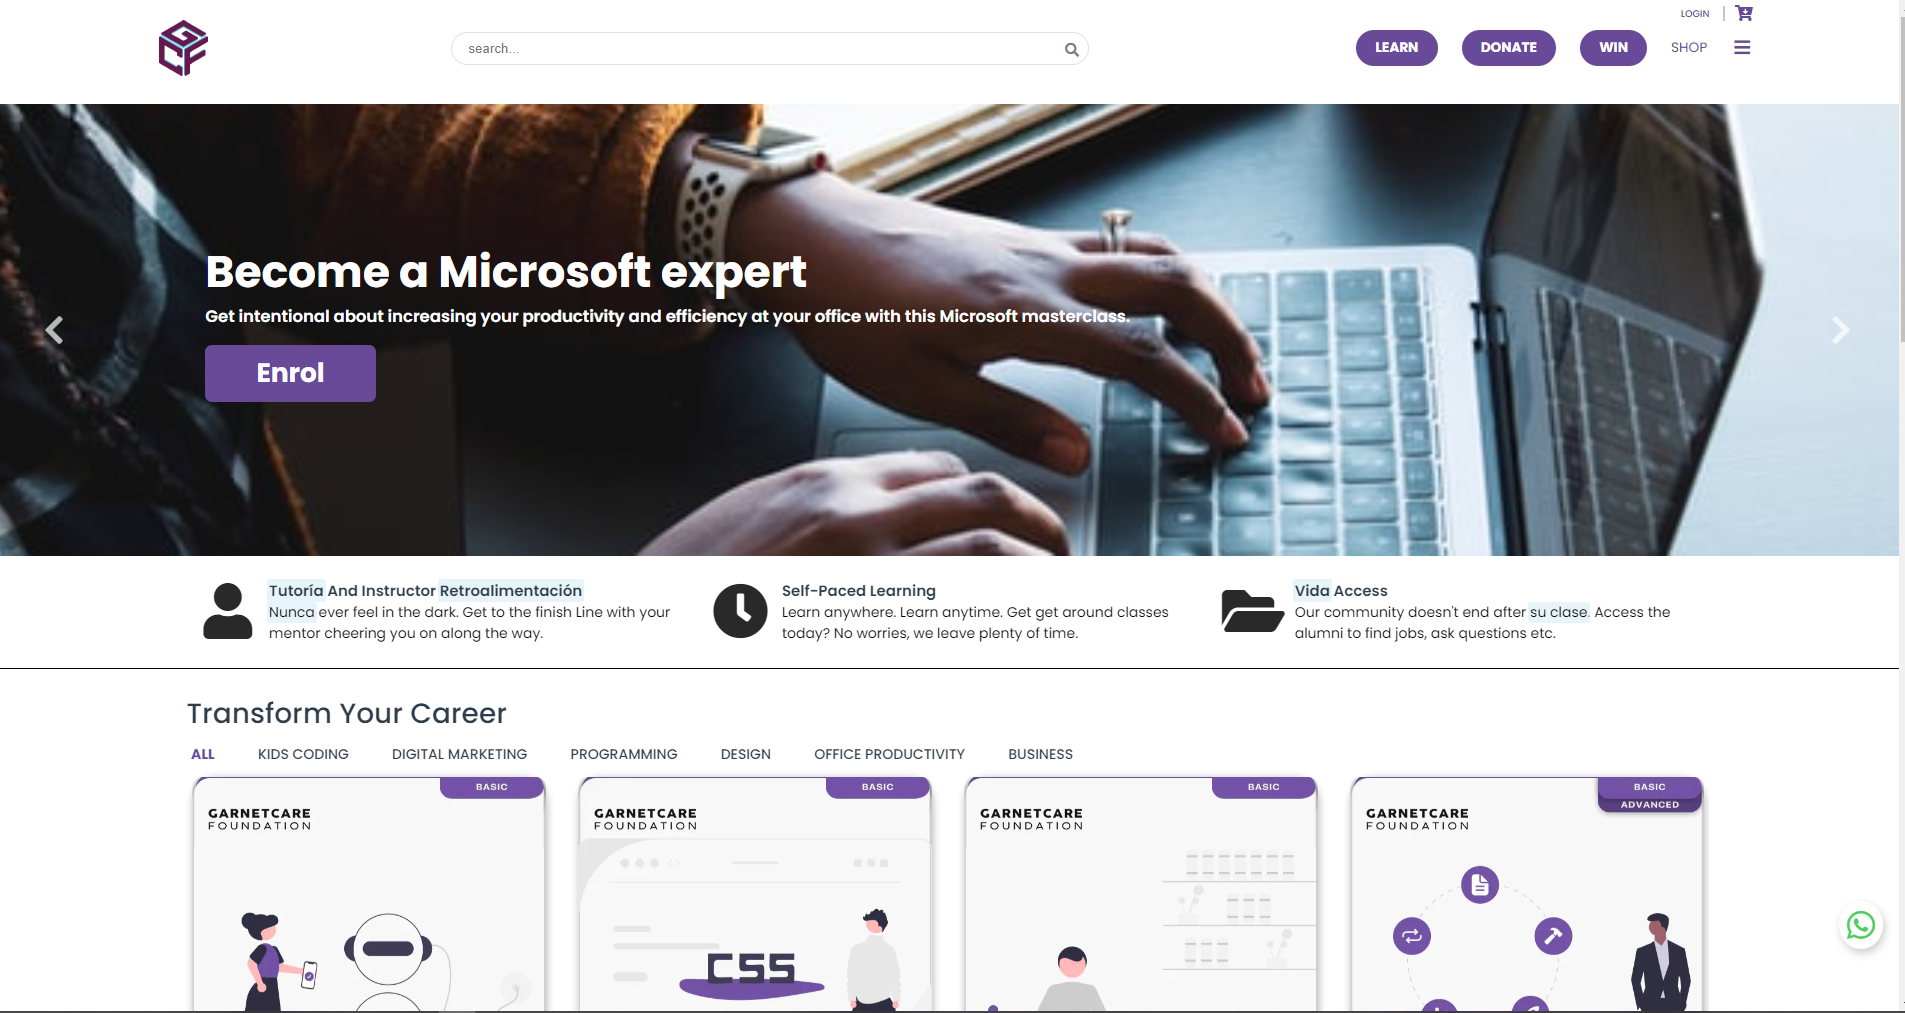 LOGIN
GCF
search...
LEARN
DONATE
WIN
SHOP
Become a Microsoft expert
Get intentional about increasing your productivity and efficiency at your office with this Microsoft masterclass.
Enrol
Tutoría And Instructor Retroalimentación
Nunca ever feel in the dark. Get to the finish Line with your
mentor cheering you on along the way.
Self-Paced Learning
Learn anywhere. Learn anytime. Get get around classes
today? No worries, we leave plenty of time.
Vida Access
Our community doesn't end after su clase. Access the
alumni to find jobs, ask questions etc.
Transform Your Career
ALL
KIDS CODING
DIGITAL MARKETING
PROGRAMMING
DESIGN
OFFICE PRODUCTIVITY
BUSINESS
BASIC
GARNETCARE
FOUNDATION
BASIC
GARNETCARE
FOUNDATION
CSS
BASIC
GARNETCARE
FOUNDATION
BASIC
ADVANCED
GARNETCARE
FOUNDATION